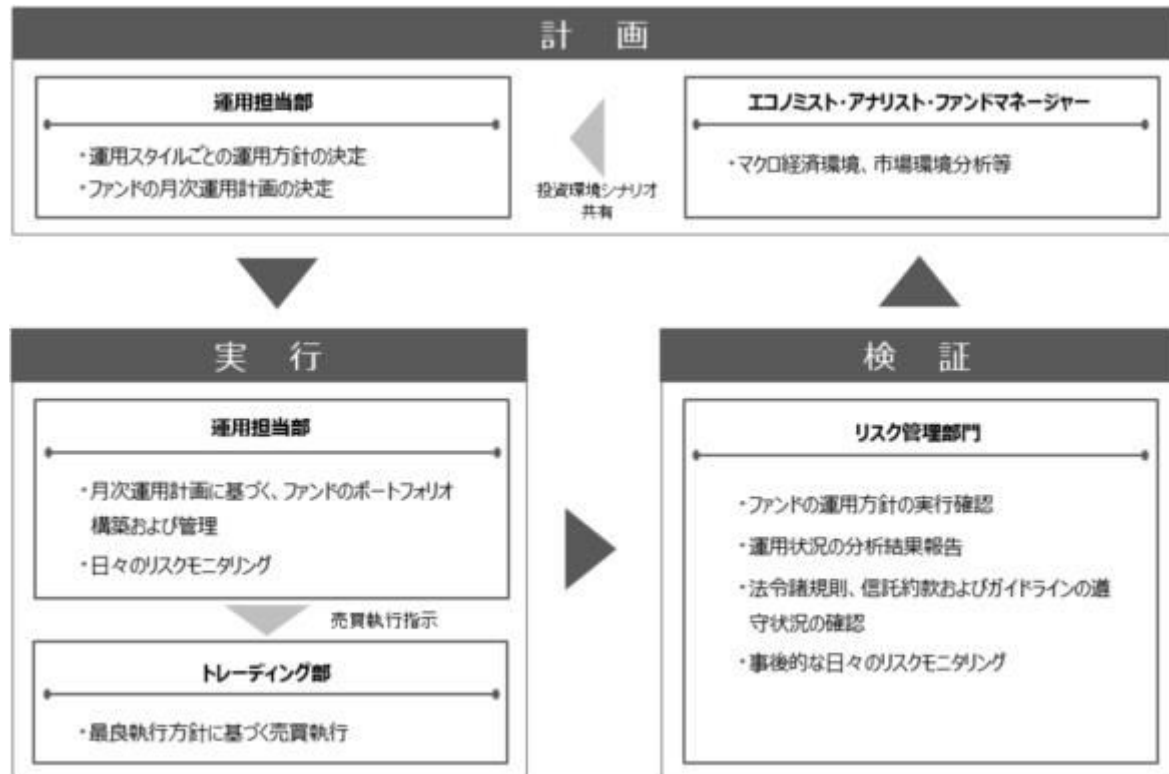 計　画
運用担当部
・運用スタイルごとの運用方針の決定
・ファンドの月次運用計画の決定
投資環境シナリオ
共有
エコノミスト・アナリスト・ファンドマネージャー
・マクロ経済環境、市場環境分析等
実　行
運用担当部
・月次運用計画に基づく、ファンドのポートフォリオ
構築および管理
・日々のリスクモニタリング
売買執行指示
トレーディング部
・最良執行方針に基づく売買執行
検　証
リスク管理部門
・ファンドの運用方針の実行確認
・運用状況の分析結果報告
・法令諸規則、信託約款およびガイドラインの遵
守状況の確認
・事後的な日々のリスクモニタリング